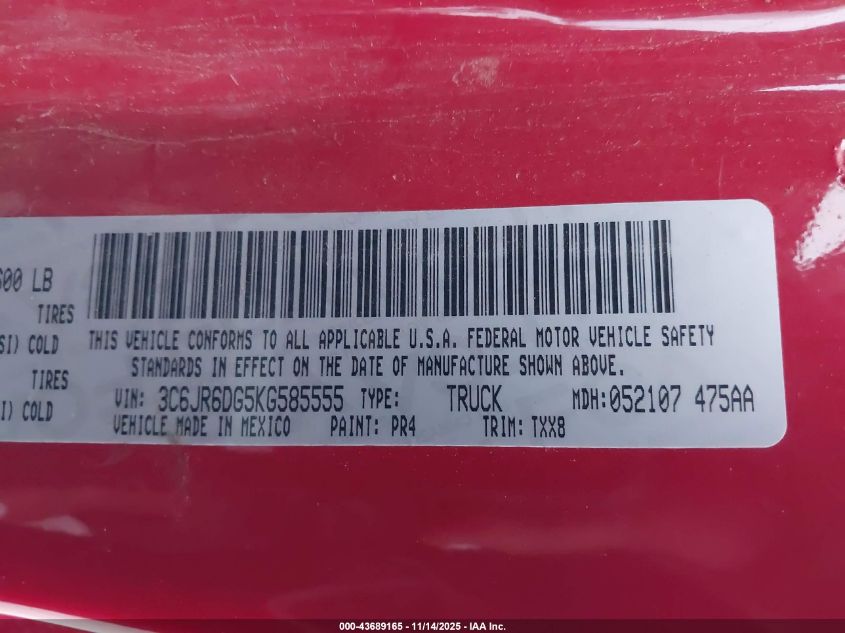 600 LB
TIRES
SI) COLD
TIRES
I) COLD
THIS VEHICLE CONFORMS TO ALL APPLICABLE U.S.A. FEDERAL MOTOR VEHICLE SAFETY
STANDARDS IN EFFECT ON THE DATE OF MANUFACTURE SHOWN ABOVE.
VIN: 3C6JR6DG5KG585555 TYPE: TRUCK MDH:052107 475AA
VEHICLE MADE IN MEXICO PAINT: PR4 TRIM: TXX8
000-43689165 - 11/14/2025 - IAA Inc.